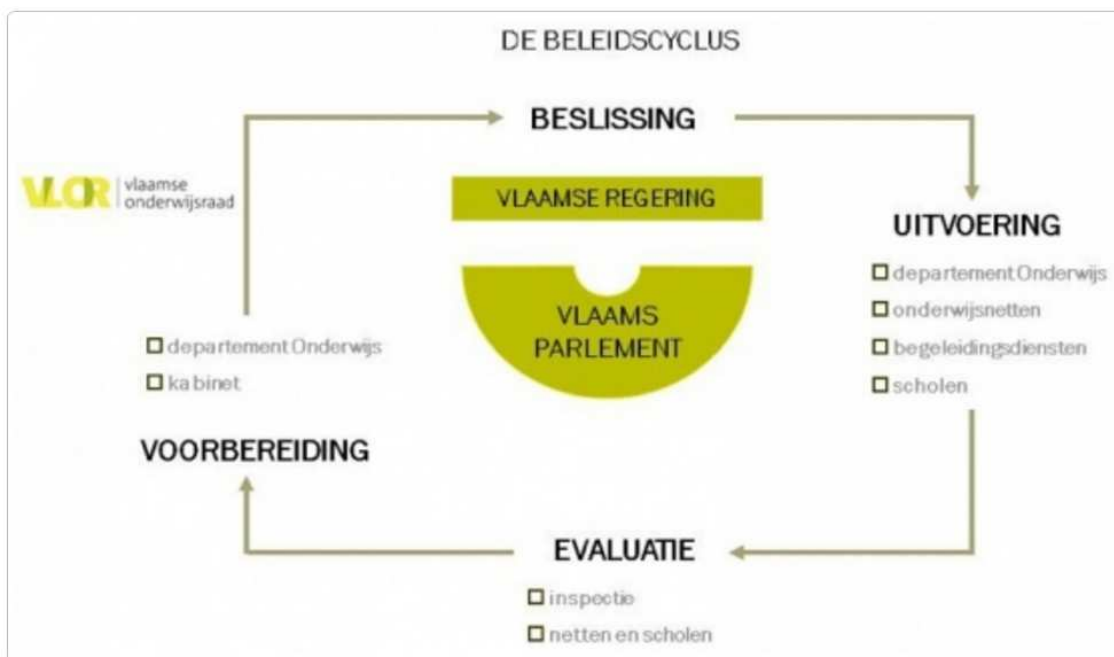 DE BELEIDSCYCLUS
BESLISSING
VLOR
vlaamse
onderwijsraad
VLAAMSE REGERING
VLAAMS
PARLEMENT
UITVOERING
departement Onderwijs
onderwijsnetten
begeleidingsdiensten
scholen
departement Onderwijs
kabinet
VOORBEREIDING
EVALUATIE
inspectie
netten en scholen